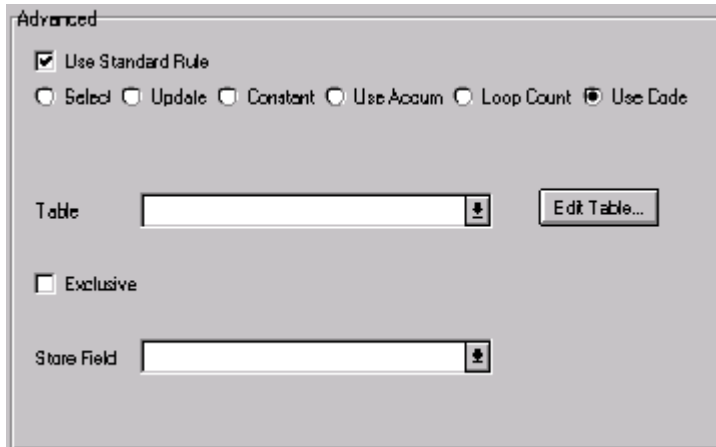 Advanced
Use Standard Rule
Select Update Constant Use Accum Loop Count Use Code
Table Edit Table...
Exclusive
Store Field